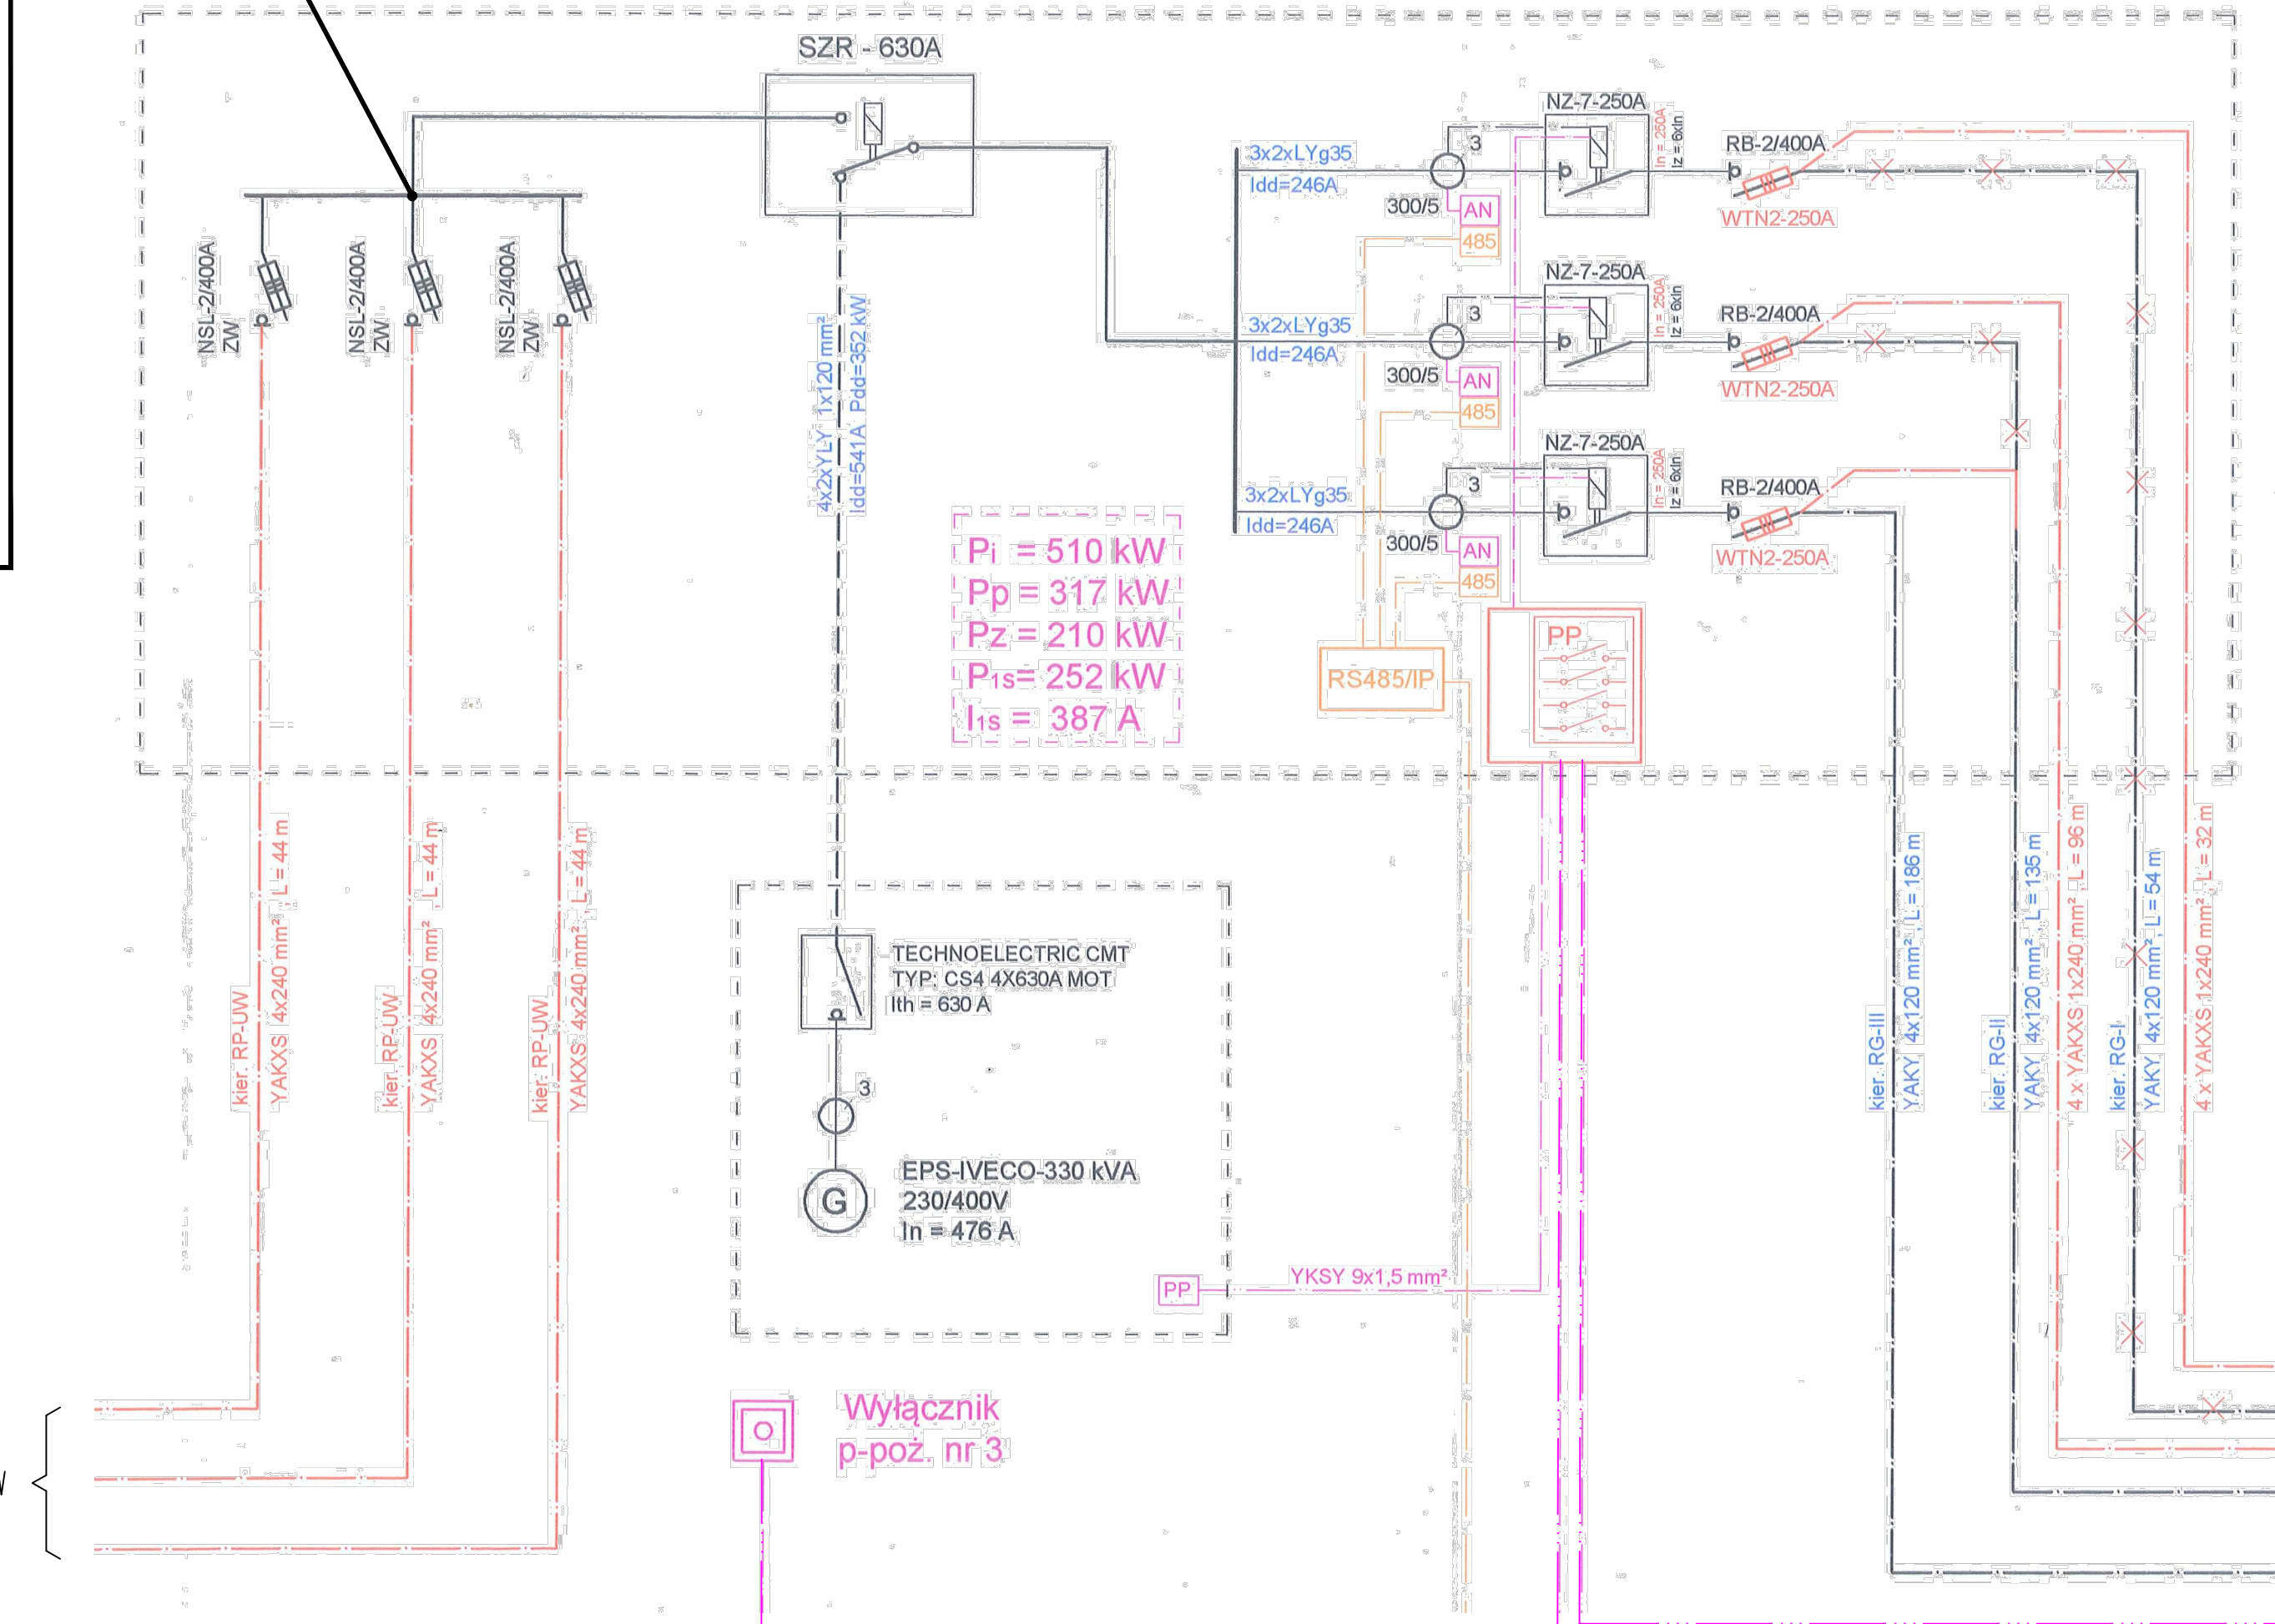 SZR - 630A
NSL-2/400A
ZW
NSL-2/400A
ZW
NSL-2/400A
ZW
4x2xYLY 1x120 mm²
Idd=541A Pdd=352 kW
3x2xLYg35
Idd=246A
3
300/5
AN
485
NZ-7-250A
In = 250A
Iz = 6xIn
RB-2/400A
WTN2-250A
3x2xLYg35
Idd=246A
3
300/5
AN
485
NZ-7-250A
In = 250A
Iz = 6xIn
RB-2/400A
WTN2-250A
3x2xLYg35
Idd=246A
3
300/5
AN
485
NZ-7-250A
In = 250A
Iz = 6xIn
RB-2/400A
WTN2-250A
Pi = 510 kW
Pp = 317 kW
Pz = 210 kW
P1s= 252 kW
I1s = 387 A
RS485/IP
PP
kier. RP-UW
YAKXS 4x240 mm² L= 44 m
kier. RP-UW
YAKXS 4x240 mm² L= 44 m
kier. RP-UW
YAKXS 4x240 mm², L= 44 m
TECHNOELECTRIC CMT
TYP: CS4 4X630A MOT
Ith = 630 A
3
G
EPS-IVECO-330 kVA
230/400V
In = 476 A
PP
YKSY 9x1,5 mm²
kier. RG-III
YAKY 4x120 mm², L = 186 m
kier. RG-II
YAKY 4x120 mm², L = 135 m
4 x YAKXS 1x240 mm² L = 96 m
kier. RG-I
YAKY 4x120 mm², L = 54 m
4 x YAKXS 1x240 mm² L= 32 m
O
Wyłącznik
p-poż. nr 3